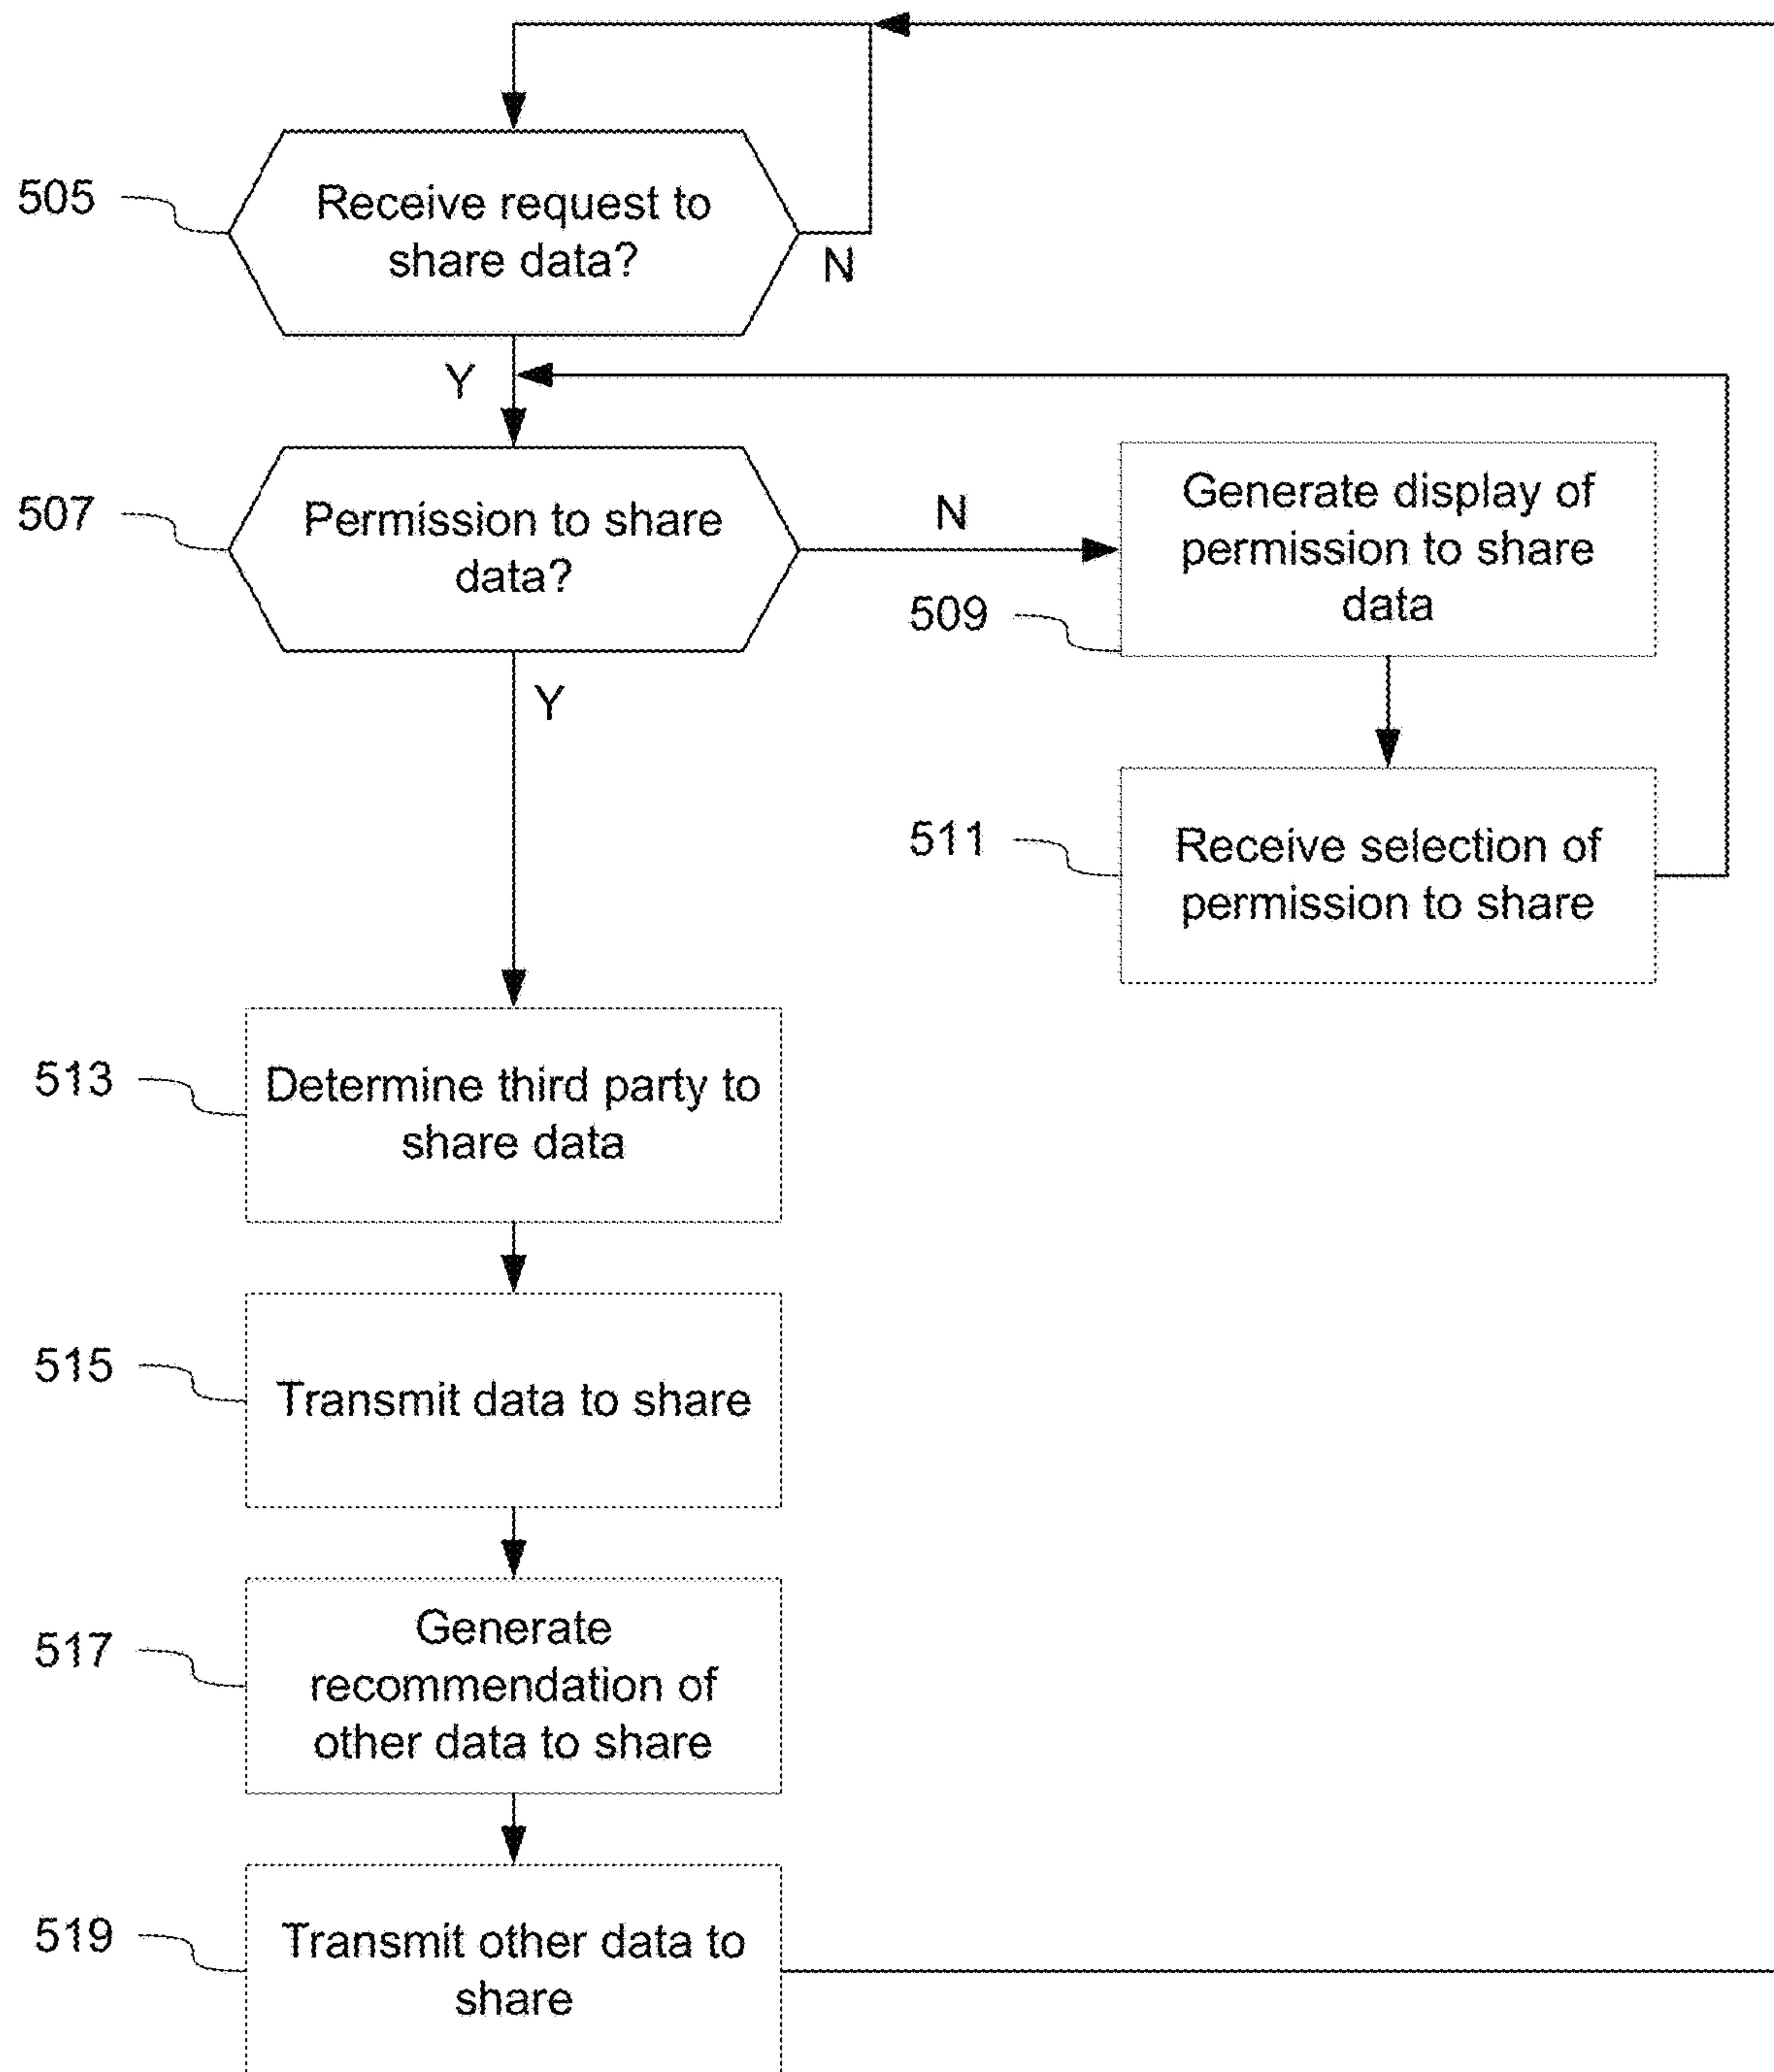 505
Receive request to
share data?
N
Y
507
Permission to share
data?
N
Generate display of
permission to share
data
509
Y
511
Receive selection of
permission to share
513
Determine third party to
share data
515
Transmit data to share
517
Generate
recommendation of
other data to share
519
Transmit other data to
share